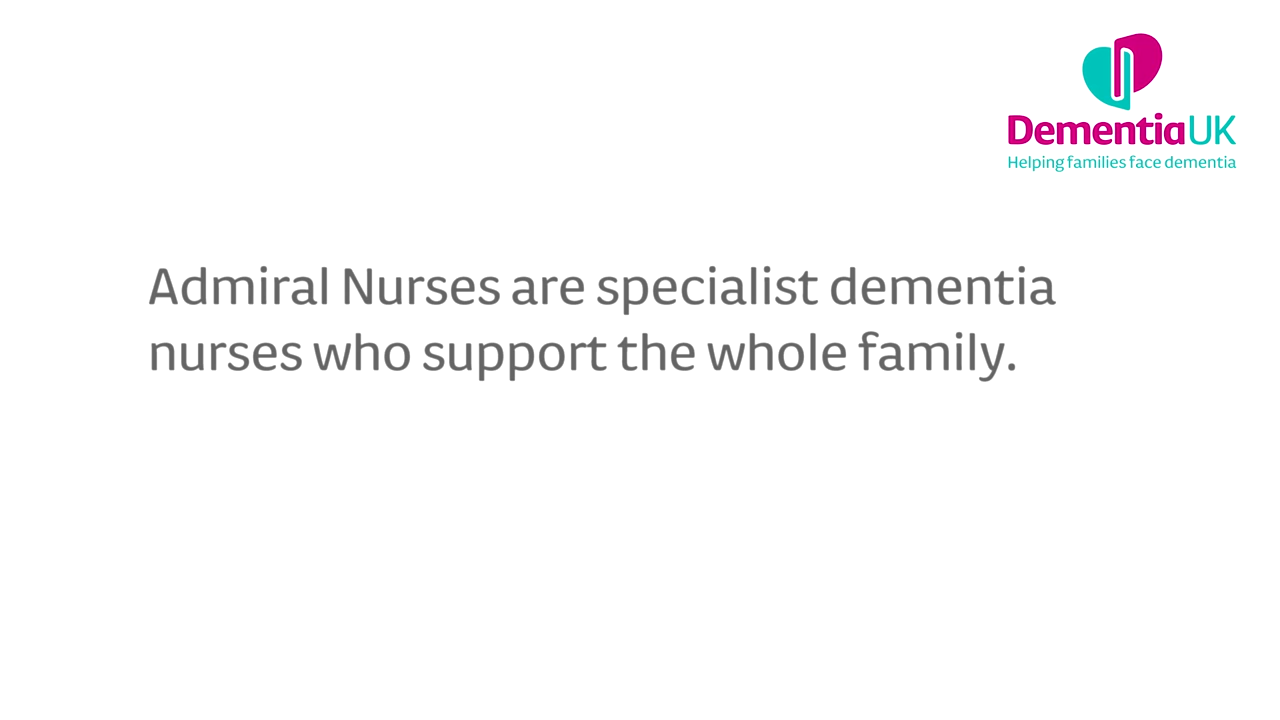 DementiaUK
Helping families face dementia
Admiral Nurses are specialist dementia
nurses who support the whole family.